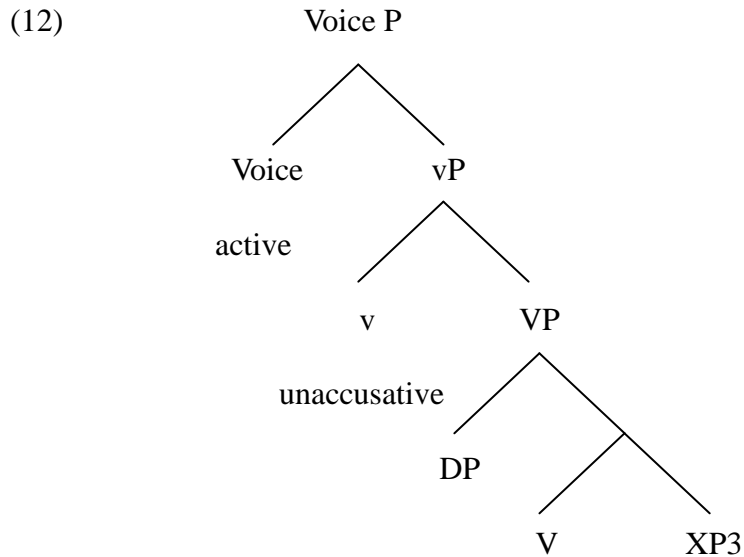 (12) Voice P
Voice vP
active
v VP
unaccusative
DP
V XP3